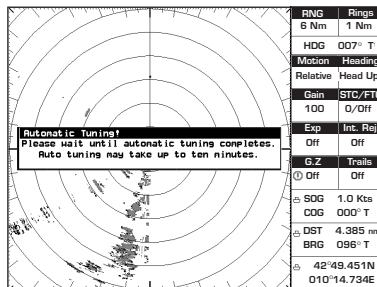 Automatic Tuning!
Please wait until automatic tuning completes.
Auto tuning may take up to ten minutes.
RNG Rings
6 Nm 1 Nm
HDG 007° T
Motion Heading
Relative Head Up
Gain STC/FTC
100 0/Off
Exp Int. Rej
Off Off
G.Z Trails
Off Off
SOG 1.0 Kts
COG 000° T
DST 4.385 nm
BRG 096° T
42°49.451N
010°14.734E